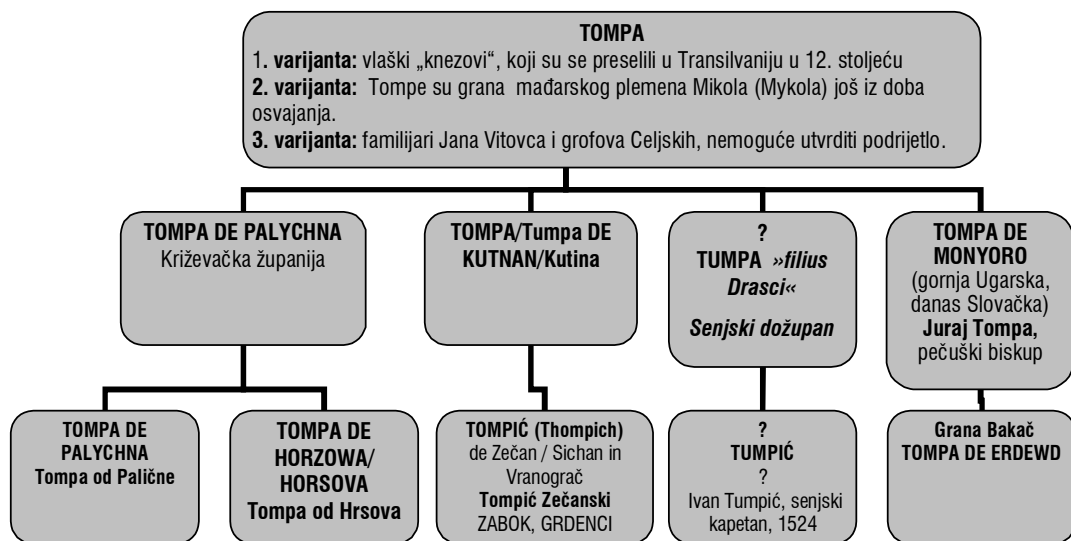 TOMPA
1. varijanta: vlaški „knezovi“, koji su se preselili u Transilvaniju u 12. stoljeću
2. varijanta: Tompe su grana mađarskog plemena Mikola (Mykola) još iz doba
osvajanja.
3. varijanta: familijari Jana Vitovca i grofova Celjskih, nemoguće utvrditi podrijetlo.
TOMPA DE PALYCHNA
Križevačka županija
TOMPA/Tumpa DE
KUTNAN/Kutina
?
TUMPA »filius
Drasci«
Senjski dožupan
TOMPA DE
MONYORO
(gornja Ugarska,
danas Slovačka)
Juraj Tompa,
pečuški biskup
TOMPA DE
PALYCHNA
Tompa od Palične
TOMPA DE
HORZOWA/
HORSOVA
Tompa od Hrsova
TOMPIĆ (Thompich)
de Zečan / Sichan in
Vranograč
Tompić Zečanski
ZABOK, GRDENCI
?
TUMPIĆ
?
Ivan Tumpić, senjski
kapetan, 1524
Grana Bakač
TOMPA DE ERDEWD